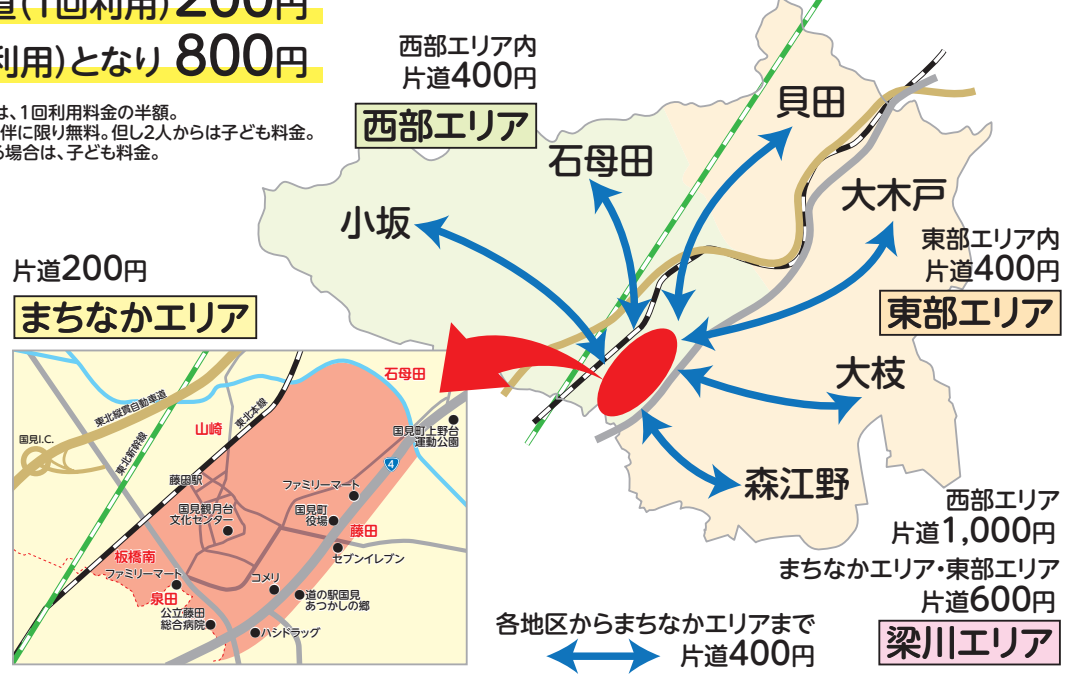 道(1回利用)200円
利用)となり 800円
は、1回利用料金の半額。
伴に限り無料。但し2人からは子ども料金。
場合は、子ども料金。
西部エリア内
片道400円
西部エリア
貝田
石母田
大木戸
小坂
東部エリア内
片道400円
東部エリア
片道200円
まちなかエリア
大枝
森江野
石母田
東北縦貫自動車道
東北本線
山崎
国見I.C.
東北新幹線
国見町上野台
運動公園
4
藤田駅
ファミリーマート
国見観月台
文化センター
国見町
役場
藤田
セブンイレブン
板橋南
ファミリーマート
コメリ
泉田
道の駅国見
あつかしの郷
公立藤田
総合病院
ハシドラッグ
西部エリア
片道1,000円
まちなかエリア・東部エリア
片道600円
梁川エリア
各地区からまちなかエリアまで
片道400円